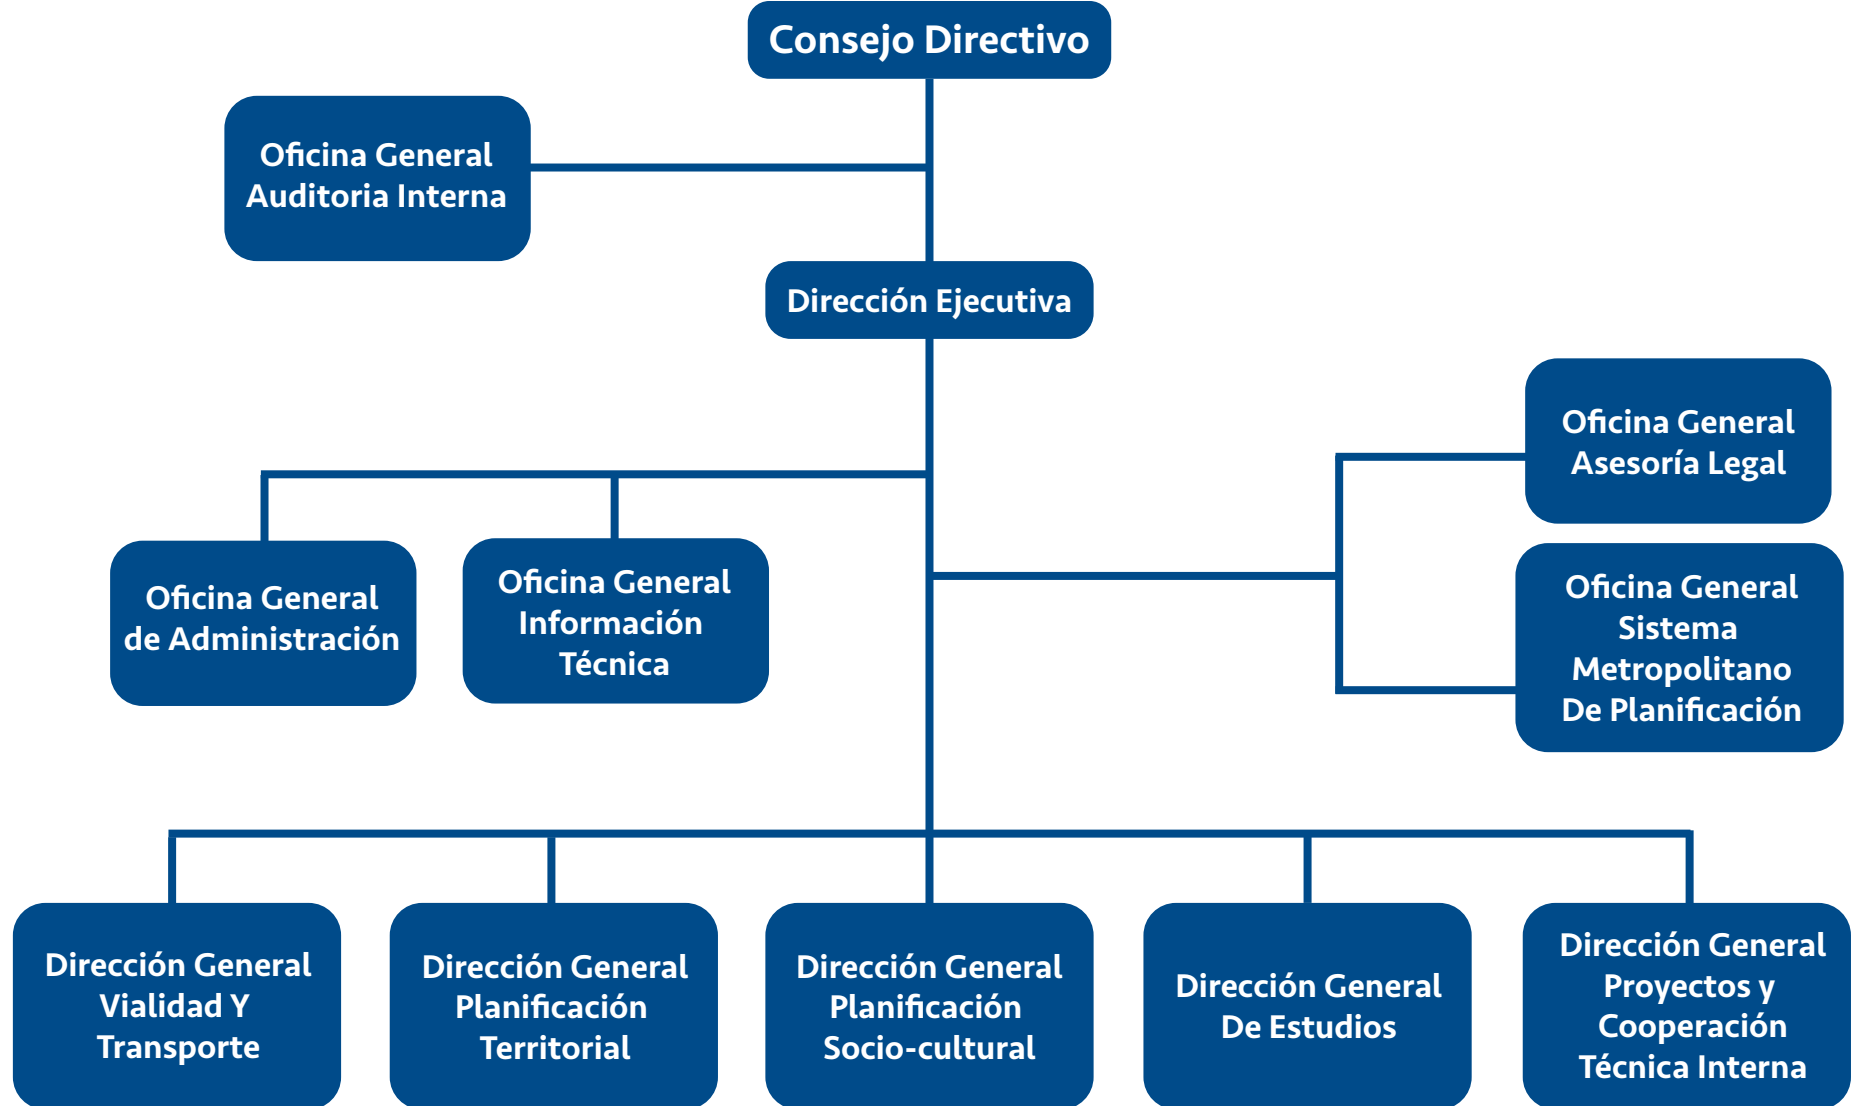 Consejo Directivo
Oficina General
Auditoria Interna
Dirección Ejecutiva
Oficina General
Asesoría Legal
Oficina General
de Administración
Oficina General
Información
Técnica
Oficina General
Sistema
Metropolitano
De Planificación
Dirección General
Vialidad Y
Transporte
Dirección General
Planificación
Territorial
Dirección General
Planificación
Socio-cultural
Dirección General
De Estudios
Dirección General
Proyectos y
Cooperación
Técnica Interna